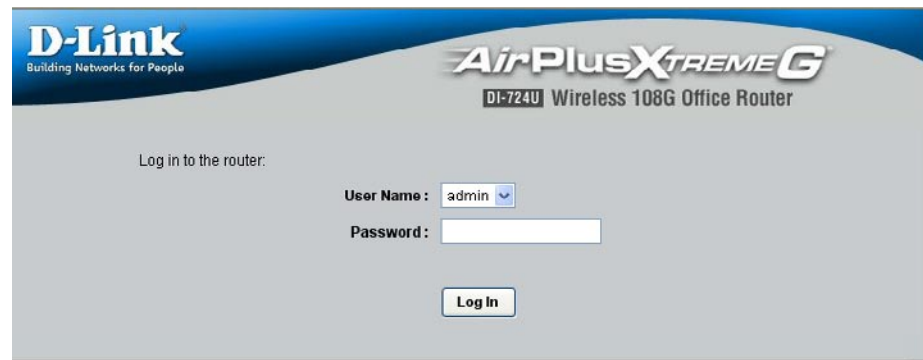 D-Link
Building Networks for People
AirPlusXTREMEG
DI-724U Wireless 108G Office Router
Log in to the router:
User Name : admin
Password :
Log In